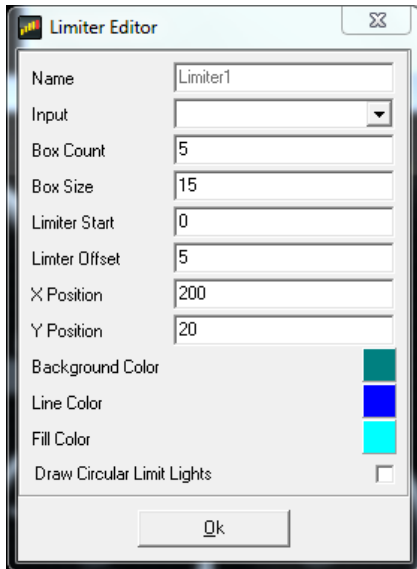 Limiter Editor
Name Limiter1
Input
Box Count 5
Box Size 15
Limiter Start 0
Limter Offset 5
X Position 200
Y Position 20
Background Color
Line Color
Fill Color
Draw Circular Limit Lights
Ok